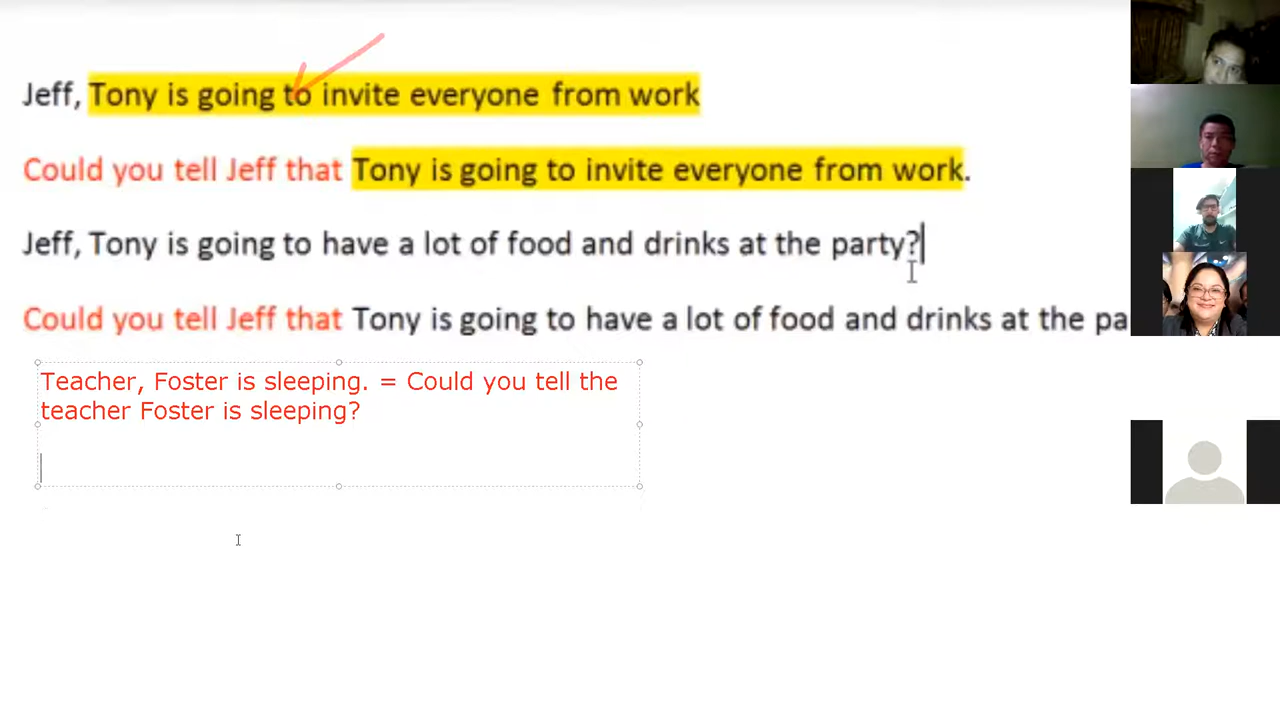 Jeff, Tony is going to invite everyone from work
Could you tell Jeff that Tony is going to invite everyone from work.
Jeff, Tony is going to have a lot of food and drinks at the party?
Could you tell Jeff that Tony is going to have a lot of food and drinks at the pa
Teacher, Foster is sleeping. = Could you tell the
teacher Foster is sleeping?